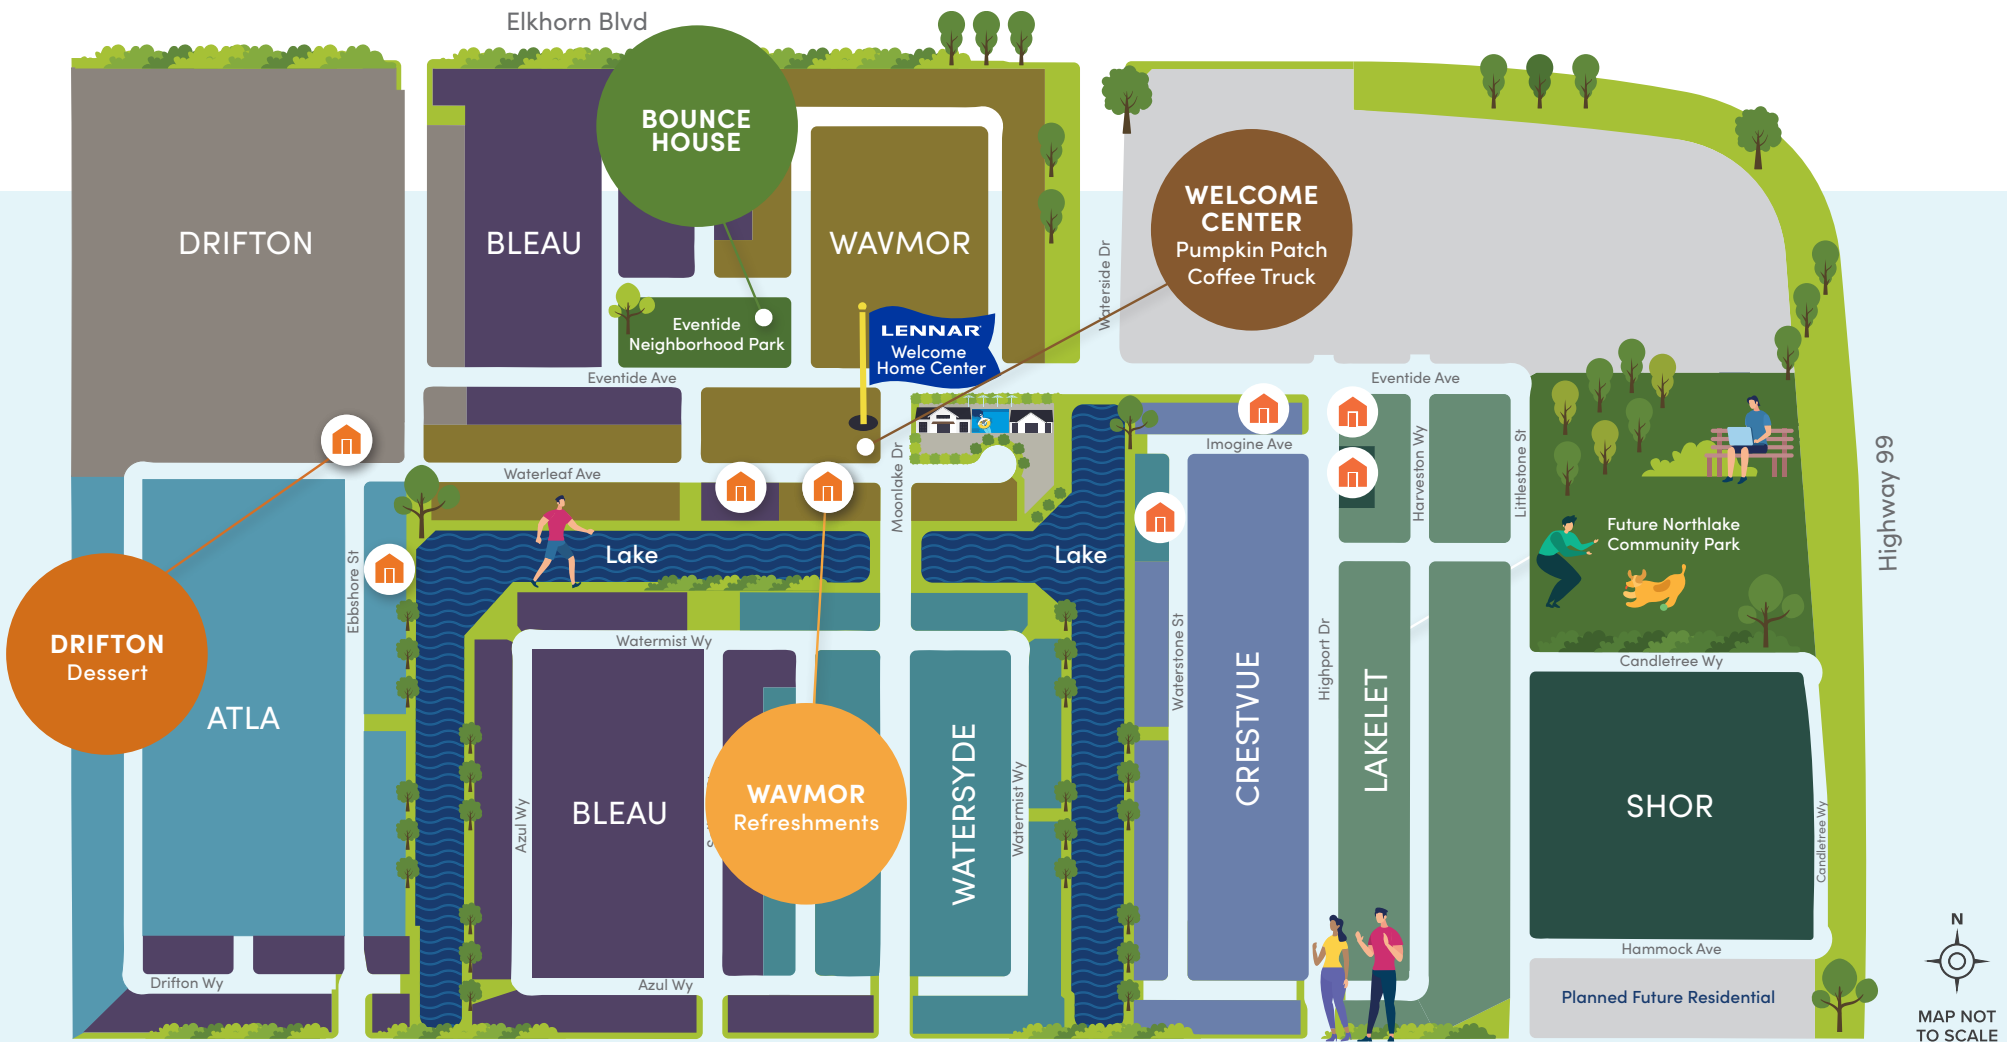 Elkhorn Blvd
BOUNCE
HOUSE
WELCOME
CENTER
Pumpkin Patch
Coffee Truck
DRIFTON
BLEAU
WAVMOR
Waterside Dr
Eventide
Neighborhood Park
LENNAR
Welcome
Home Center
Eventide Ave
Eventide Ave
Imogine Ave
Waterleaf Ave
Moonlake Dr
Harveston Wy
Littlestone St
Highway 99
Future Northlake
Community Park
Lake
Lake
Ebbshore St
DRIFTON
Dessert
ATLA
Watermist Wy
Waterstone St
Highport Dr
Candletree Wy
CRESTVUE
LAKELET
WATERSYDE
Watermist Wy
Azul Wy
BLEAU
WAVMOR
Refreshments
SHOR
Candletree Wy
Hammock Ave
Drifton Wy
Azul Wy
Planned Future Residential
N
MAP NOT
TO SCALE